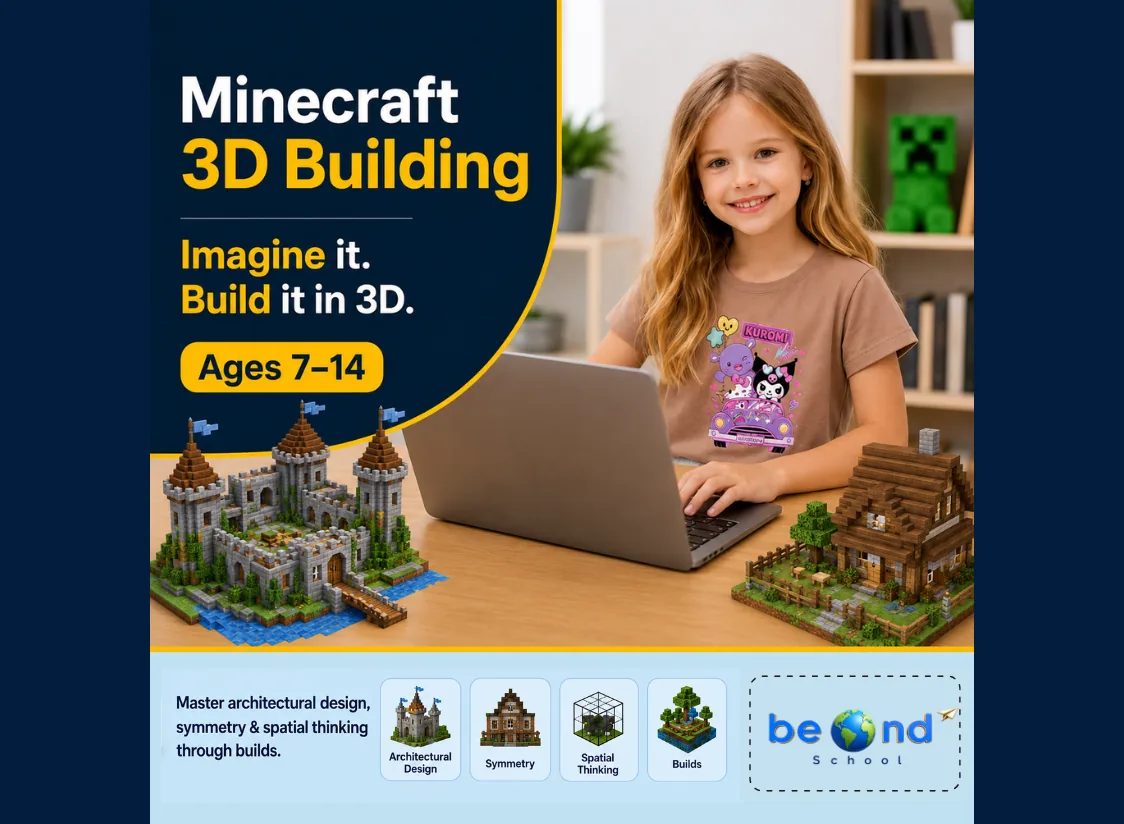 Minecraft
3D Building
Imagine it.
Build it in 3D.
Ages 7–14
KUROMI
Master architectural design,
symmetry & spatial thinking
through builds.
Architectural
Design
Symmetry
Spatial
Thinking
Builds
be nd
School